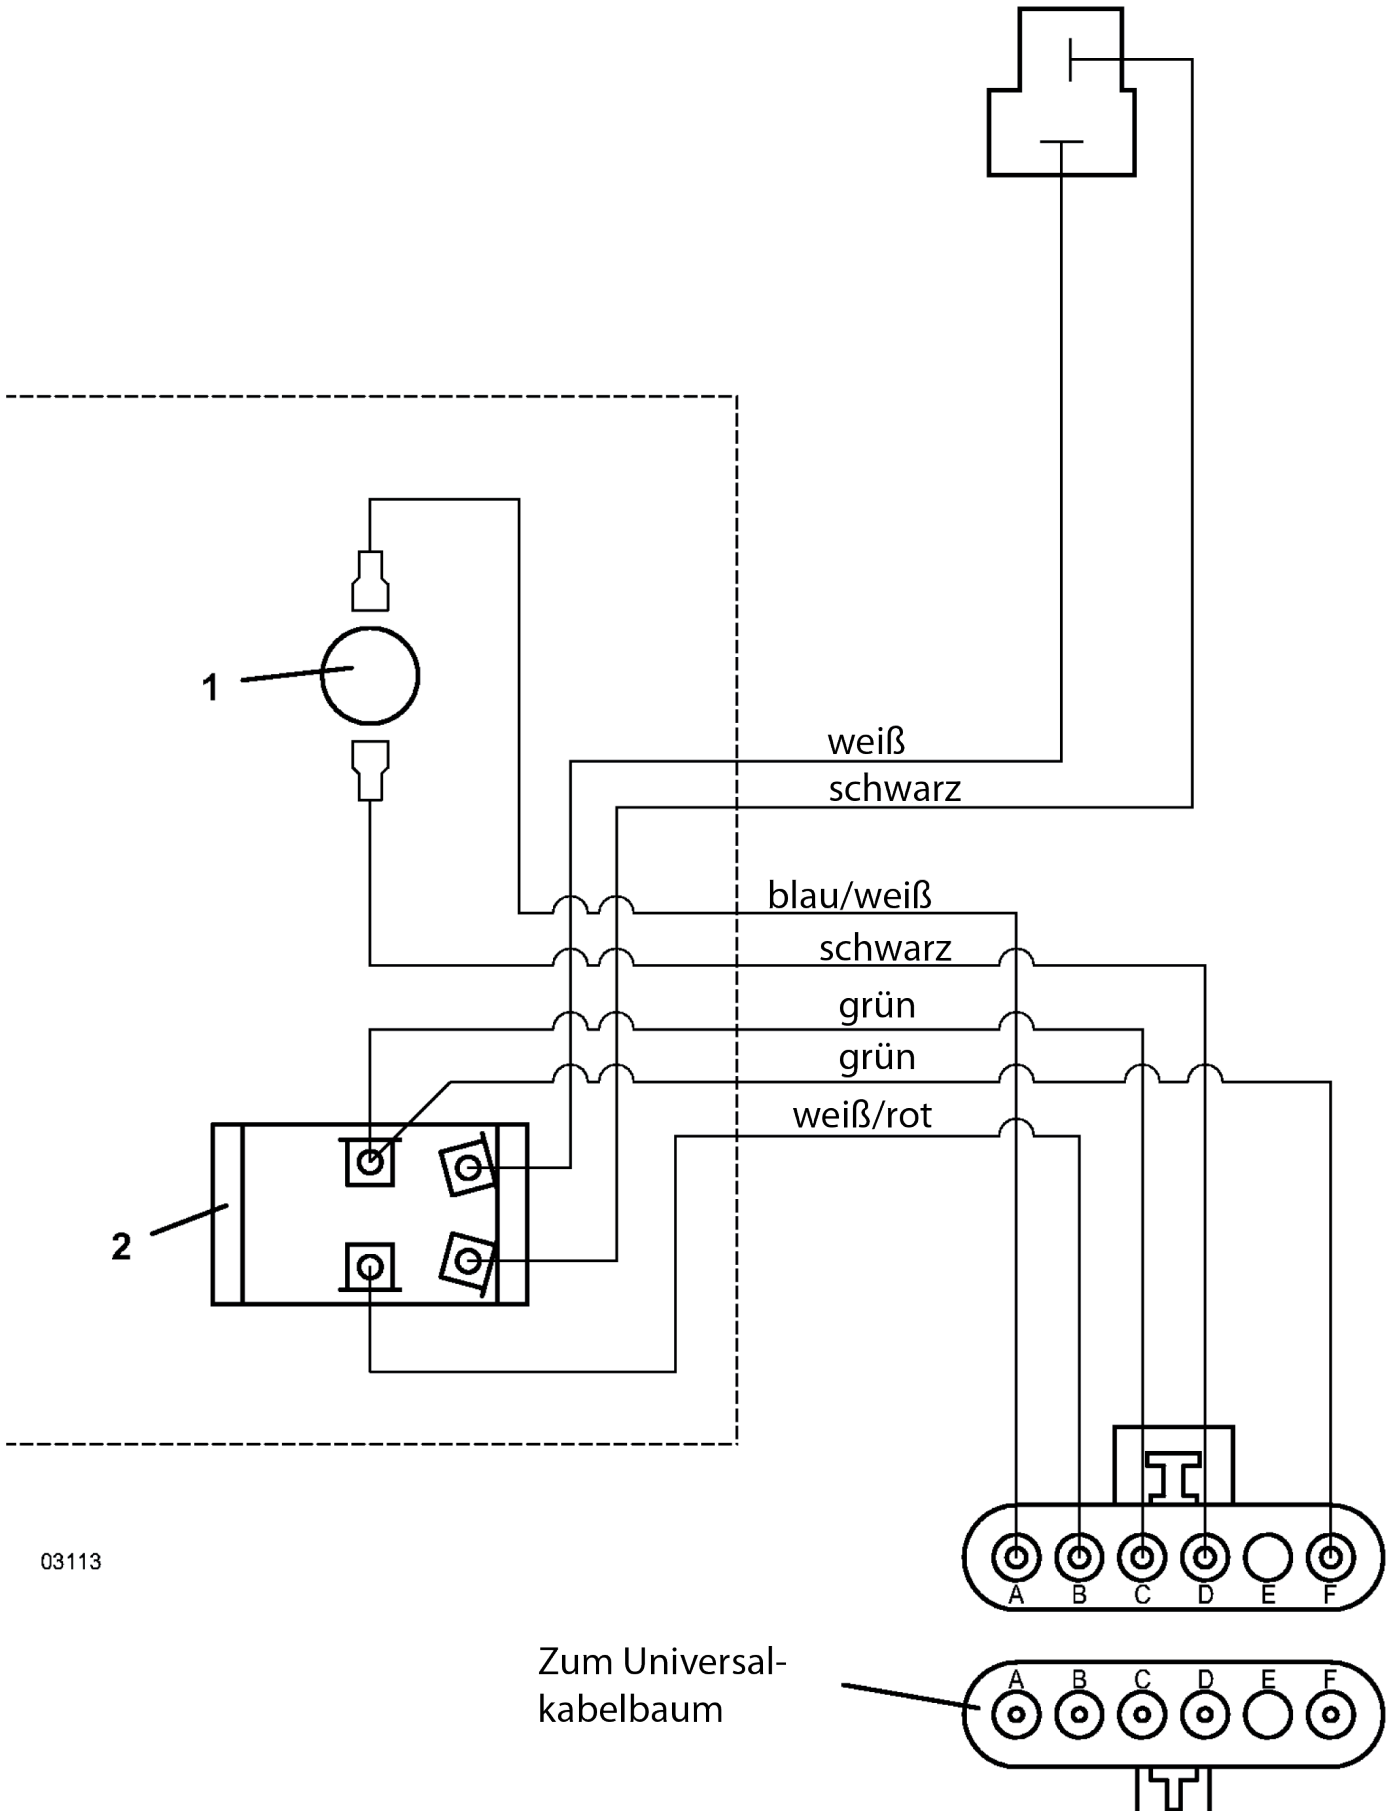 1
weiß
schwarz
blau/weiß
schwarz
grün
grün
weiß/rot
2
03113
A B C D E F
Zum Universal-
kabelbaum
A B C D E F